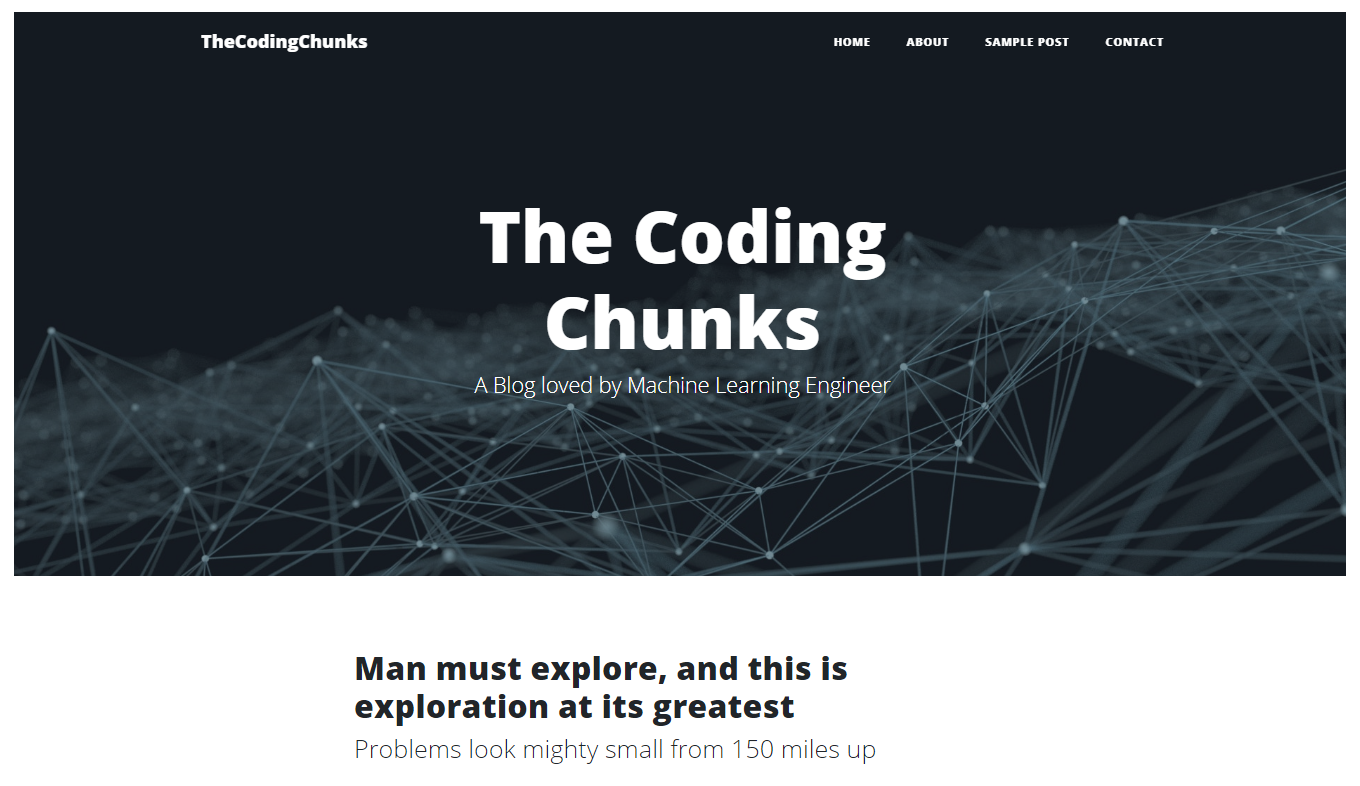 TheCodingChunks
HOME ABOUT SAMPLE POST CONTACT
The Coding
Chunks
A Blog loved by Machine Learning Engineer
Man must explore, and this is
exploration at its greatest
Problems look mighty small from 150 miles up